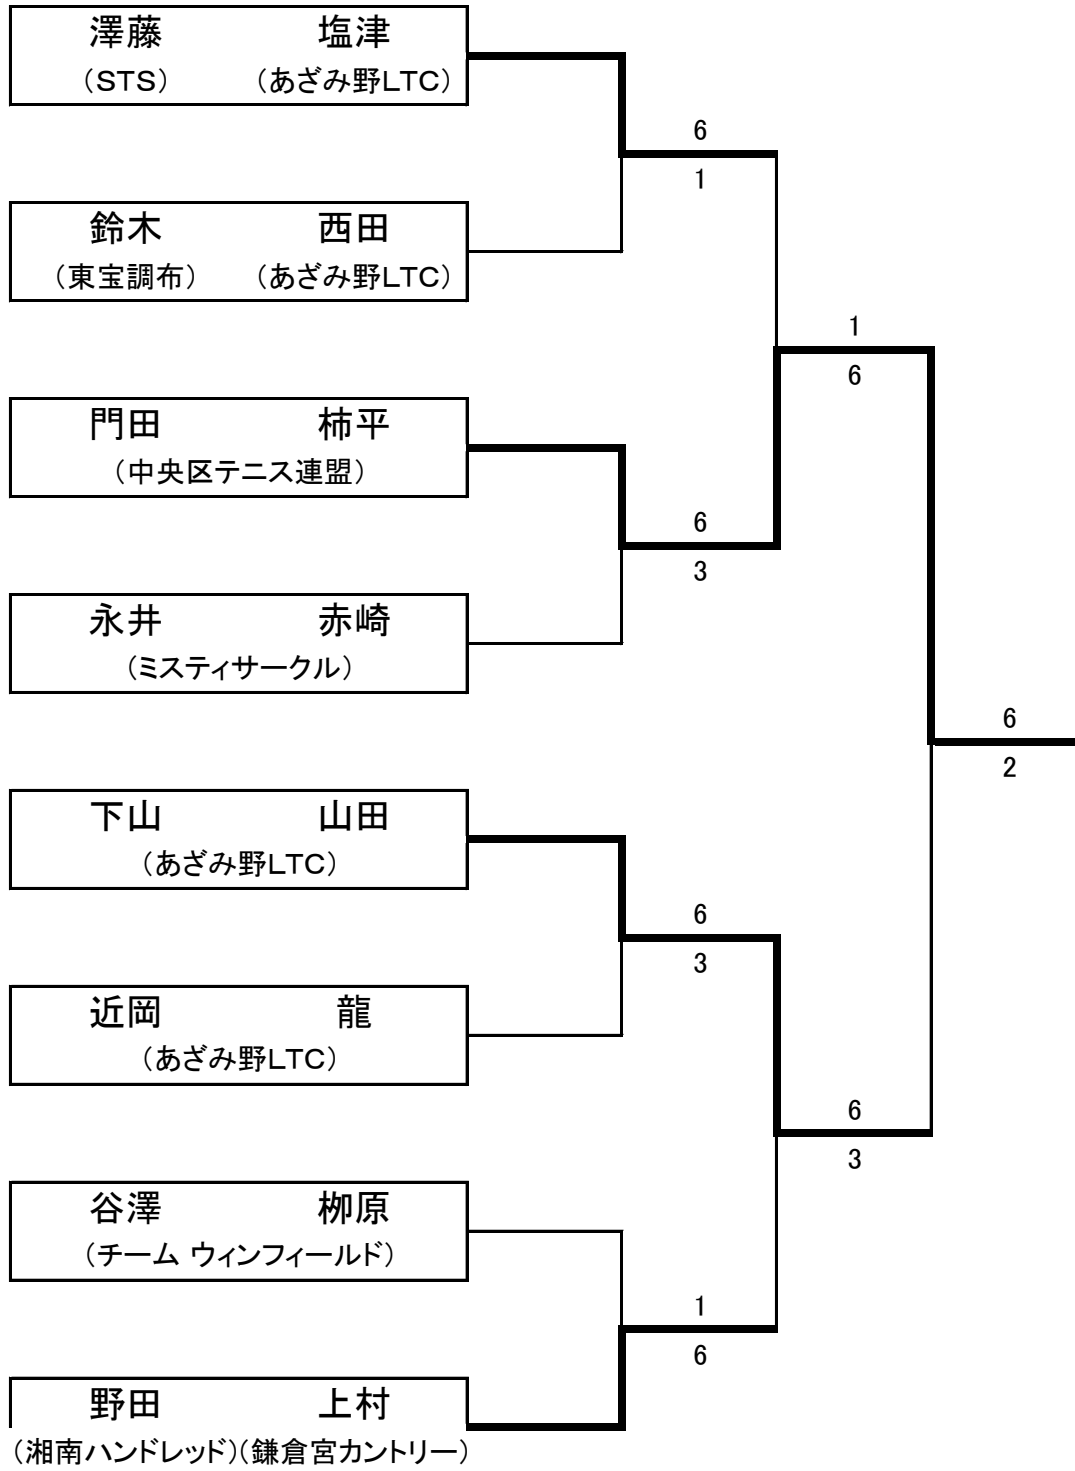 澤藤 塩津
（STS） （あざみ野LTC）
6
1
鈴木 西田
（東宝調布） （あざみ野LTC）
1
6
門田 柿平
（中央区テニス連盟）
6
3
永井 赤崎
（ミスティサークル）
6
2
下山 山田
（あざみ野LTC）
6
3
近岡 龍
（あざみ野LTC）
6
3
谷澤 栁原
（チーム ウィンフィールド）
1
6
野田 上村
（湘南ハンドレッド）（鎌倉宮カントリー）